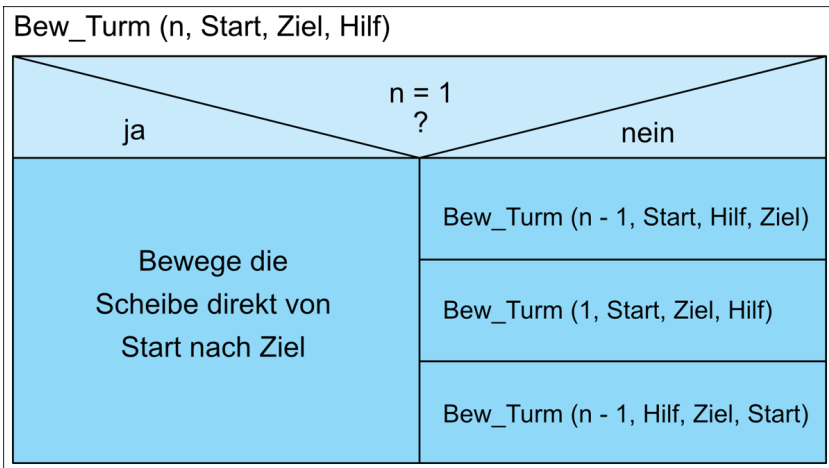 Bew_Turm (n, Start, Ziel, Hilf)
n = 1
?
ja
nein
Bewege die
Scheibe direkt von
Start nach Ziel
Bew_Turm (n - 1, Start, Hilf, Ziel)
Bew_Turm (1, Start, Ziel, Hilf)
Bew_Turm (n - 1, Hilf, Ziel, Start)